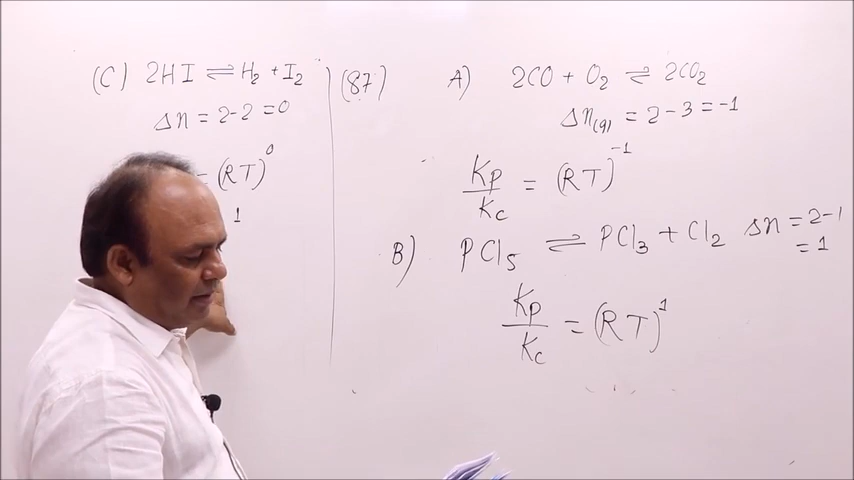 (C) 2HI ⇌ H₂ + I₂
Δn = 2-2 = 0
= (RT)⁰
1
(87) A) 2CO + O₂ ⇌ 2CO₂
Δn(g) = 2-3 = -1
Kp/Kc = (RT)⁻¹
B) PCl₅ ⇌ PCl₃ + Cl₂ Δn = 2-1
= 1
Kp/Kc = (RT)¹